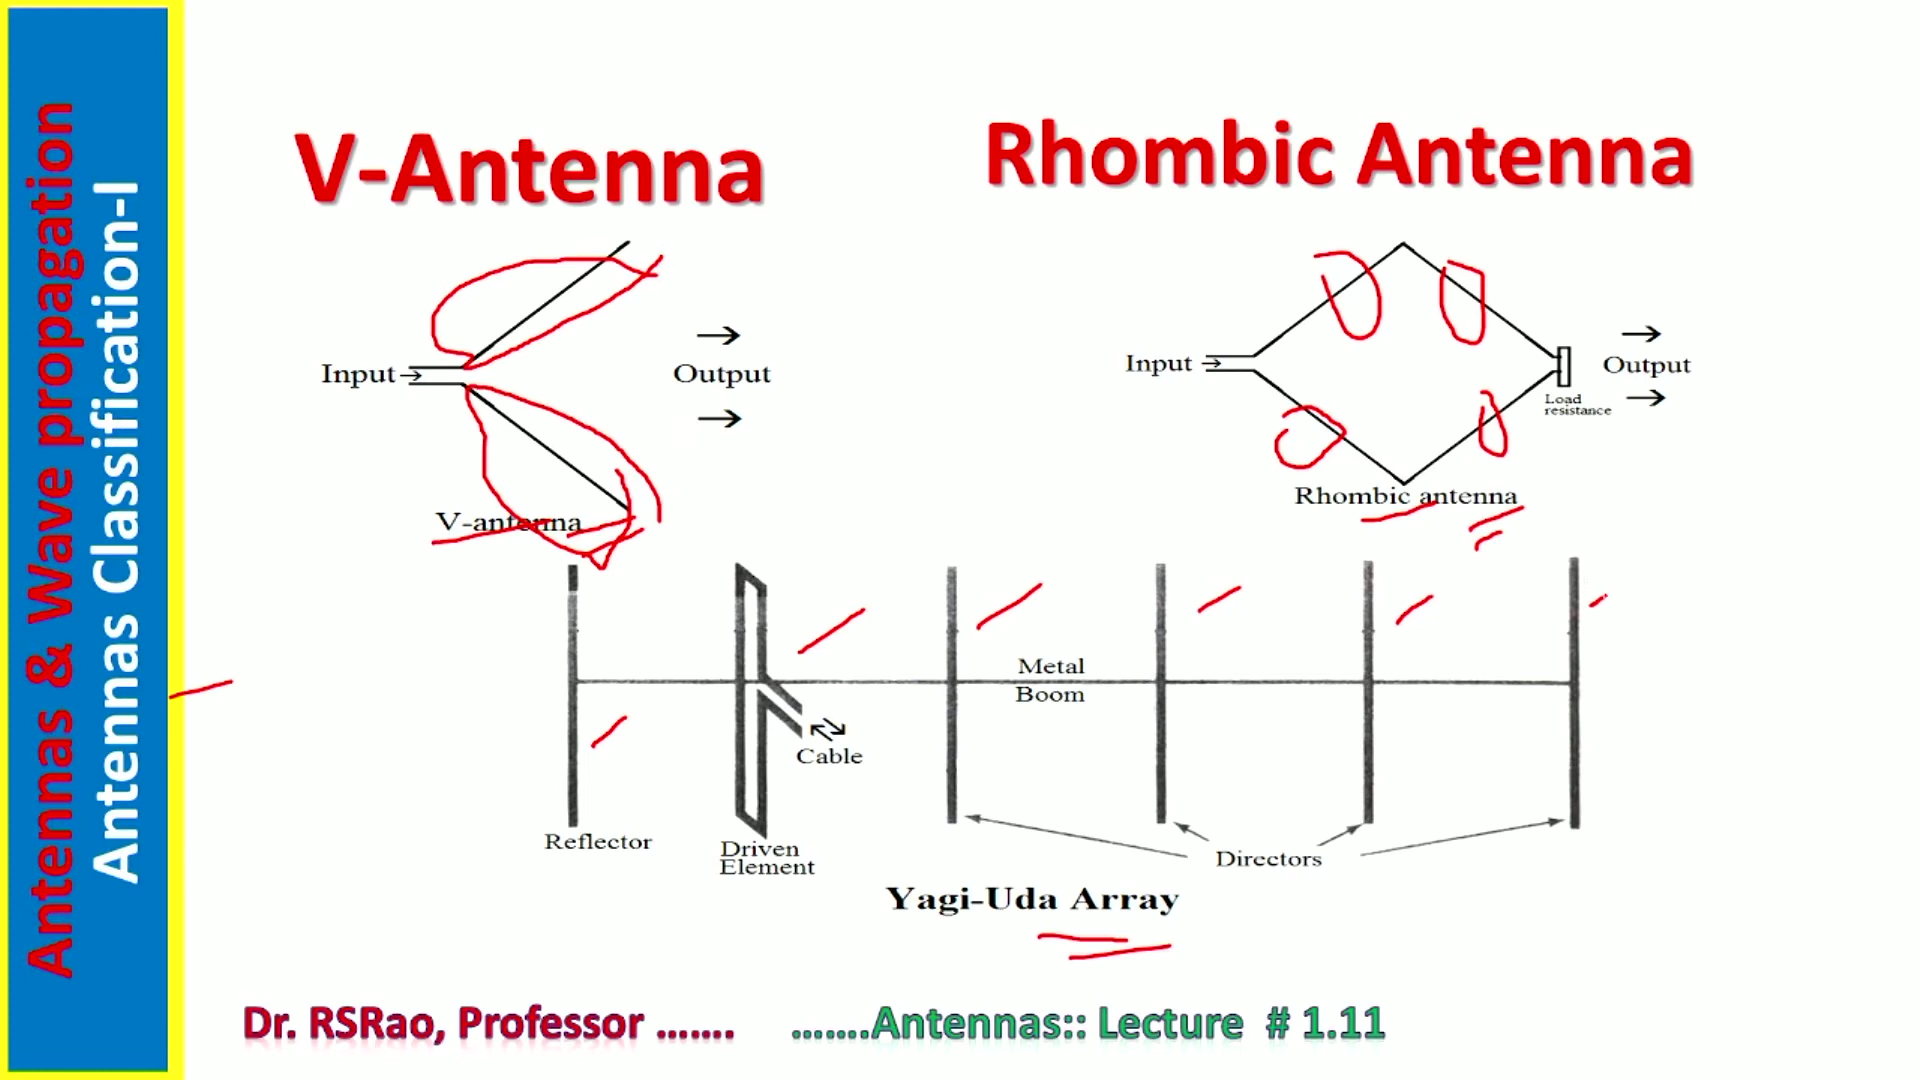 Antennas & Wave propagation
Antennas Classification-I
V-Antenna
Rhombic Antenna
Input
Output
V-antenna
Input
Output
Load
resistance
Rhombic antenna
Metal
Boom
Cable
Reflector
Driven
Element
Directors
Yagi-Uda Array
Dr. RSRao, Professor ....... .......Antennas:: Lecture # 1.11